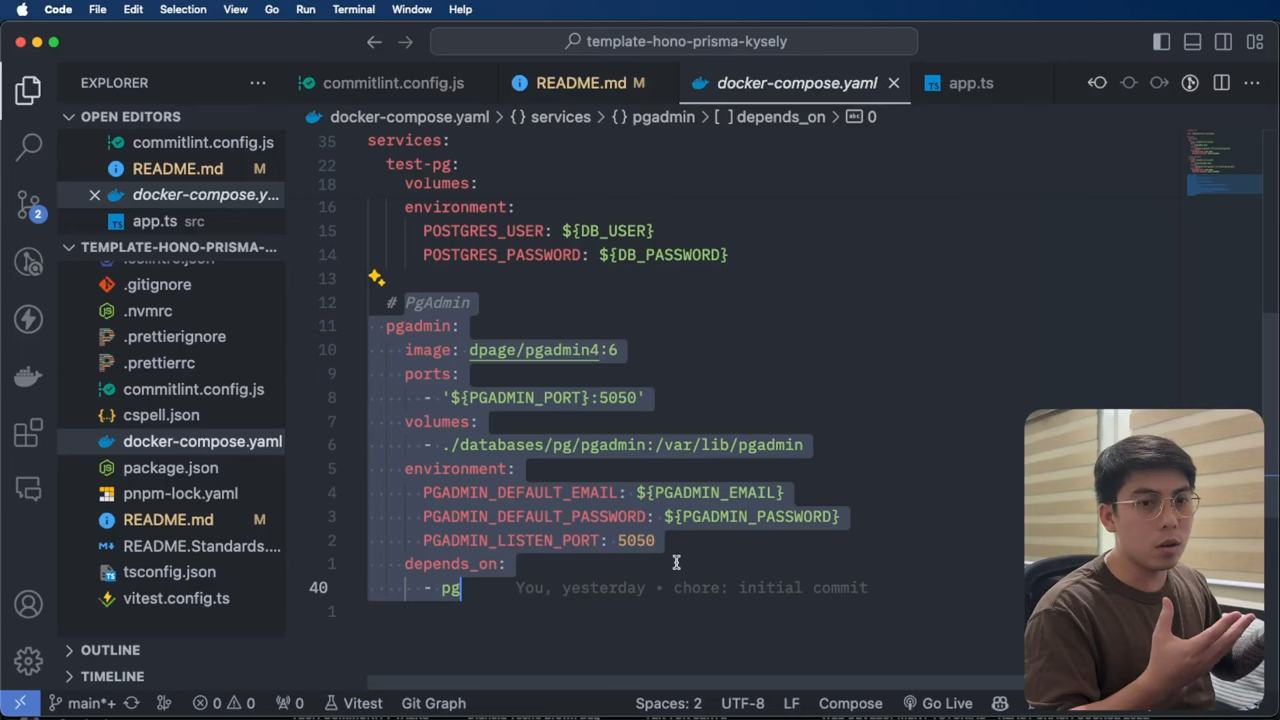 Code File Edit Selection View Go Run Terminal Window Help
template-hono-prisma-kysely
EXPLORER
commitlint.config.js
README.md M
docker-compose.yaml
app.ts
OPEN EDITORS
commitlint.config.js
README.md M
docker-compose.y...
app.ts src
TEMPLATE-HONO-PRISMA-...
.gitignore
.nvmrc
.prettierignore
.prettierrc
commitlint.config.js
cspell.json
docker-compose.yaml
package.json
pnpm-lock.yaml
README.md M
README.Standards....
tsconfig.json
vitest.config.ts
OUTLINE
TIMELINE
2
docker-compose.yaml > {} services > {} pgadmin > [ ] depends_on > abc 0
35 services:
22 test-pg:
18 volumes:
16 environment:
15 POSTGRES_USER: ${DB_USER}
14 POSTGRES_PASSWORD: ${DB_PASSWORD}
13
12 # PgAdmin
11 pgadmin:
10 image: dpage/pgadmin4:6
9 ports:
8 - '${PGADMIN_PORT}:5050'
7 volumes:
6 - ./databases/pg/pgadmin:/var/lib/pgadmin
5 environment:
4 PGADMIN_DEFAULT_EMAIL: ${PGADMIN_EMAIL}
3 PGADMIN_DEFAULT_PASSWORD: ${PGADMIN_PASSWORD}
2 PGADMIN_LISTEN_PORT: 5050
1 depends_on:
40 - pg You, yesterday • chore: initial commit
1
main*+ 0 0 0 Vitest Git Graph Spaces: 2 UTF-8 LF Compose Go Live